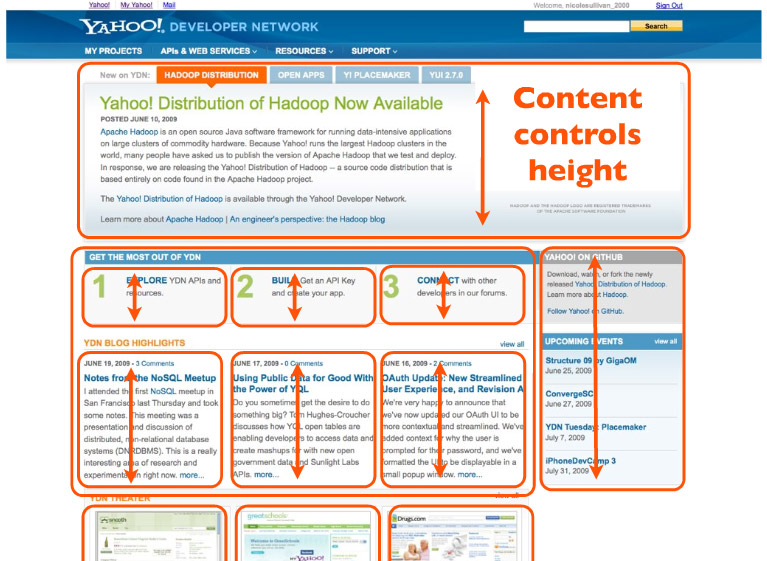 Yahoo! My Yahoo! Mail
Welcome, nicolesullivan_2000 Sign Out
YAHOO! DEVELOPER NETWORK
Search
MY PROJECTS APIs & WEB SERVICES RESOURCES SUPPORT
New on YDN: HADOOP DISTRIBUTION OPEN APPS Y! PLACEMAKER YUI 2.7.0
Yahoo! Distribution of Hadoop Now Available
POSTED JUNE 10, 2009
Apache Hadoop is an open source Java software framework for running data-intensive applications
on large clusters of commodity hardware. Because Yahoo! runs the largest Hadoop clusters in the
world, many people have asked us to publish the version of Apache Hadoop that we test and deploy.
In response, we are releasing the Yahoo! Distribution of Hadoop -- a source code distribution that is
based entirely on code found in the Apache Hadoop project.
The Yahoo! Distribution of Hadoop is available through the Yahoo! Developer Network.
Learn more about Apache Hadoop | An engineer's perspective: the Hadoop blog
Content
controls
height
HADOOP AND THE HADOOP LOGO ARE REGISTERED TRADEMARKS
OF THE APACHE SOFTWARE FOUNDATION
GET THE MOST OUT OF YDN
1 EXPLORE YDN APIs and
resources.
2 BUILD Get an API Key
and create your app.
3 CONNECT with other
developers in our forums.
YDN BLOG HIGHLIGHTS view all
JUNE 19, 2009 • 3 Comments
Notes from the NoSQL Meetup
I attended the first NoSQL meetup in
San Francisco last Thursday and took
some notes. This meeting was a
presentation and discussion of
distributed, non-relational database
systems (DNRDBMS). This is a really
interesting area of research and
experimentation right now. more...
JUNE 17, 2009 • 0 Comments
Using Public Data for Good With
the Power of YQL
Do you sometimes get the desire to do
something big? Tom Hughes-Croucher
discusses how YQL open tables are
enabling developers to access data and
create mashups for with new open
government data and Sunlight Labs
APIs. more...
JUNE 16, 2009 • 2 Comments
OAuth Update: New Streamlined
User Experience, and Revision A
We're very happy to announce that
we've now updated our OAuth UI to be
more contextual and streamlined. We've
added context for why the user is
prompted for their password, and we've
formatted the UI to be displayable in a
small popup window. more...
YAHOO! ON GITHUB
Download, watch, or fork the newly
released Yahoo! Distribution of Hadoop.
Learn more about Hadoop.
Follow Yahoo! on GitHub.
UPCOMING EVENTS view all
Structure 09 by GigaOM
June 25, 2009
ConvergeSC
June 27, 2009
YDN Tuesday: Placemaker
July 7, 2009
iPhoneDevCamp 3
July 31, 2009
YDN THEATER view all
smooth
greatschools
Drugs.com